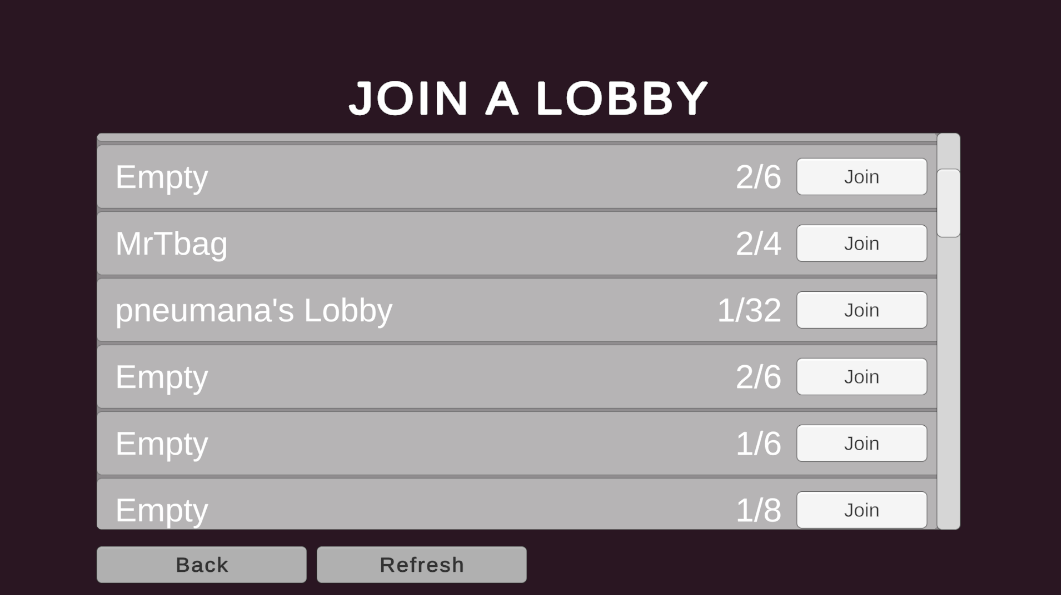 JOIN A LOBBY
Empty 2/6 Join
MrTbag 2/4 Join
pneumana's Lobby 1/32 Join
Empty 2/6 Join
Empty 1/6 Join
Empty 1/8 Join
Back Refresh